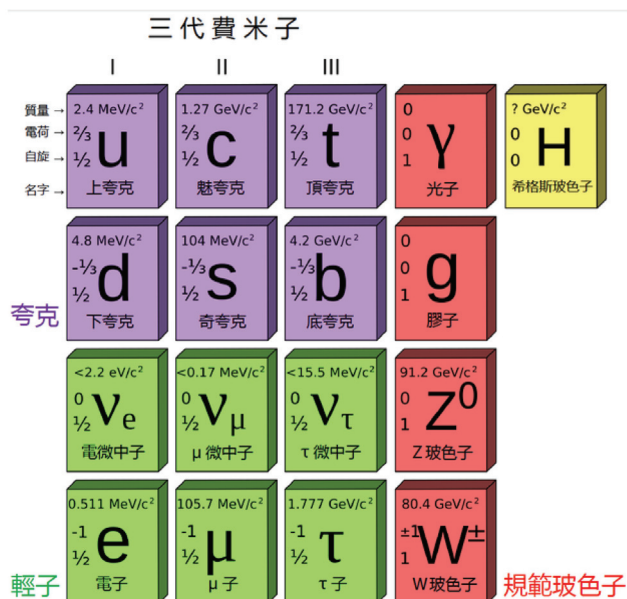 三代費米子
I II III
質量→ 2.4 MeV/c² 1.27 GeV/c² 171.2 GeV/c² 0 ? GeV/c²
電荷→ ⅔ ⅔ ⅔ 0 0
自旋→ ½ u ½ c ½ t 1 γ 0 H
名字→ 上夸克 魅夸克 頂夸克 光子 希格斯玻色子
4.8 MeV/c² 104 MeV/c² 4.2 GeV/c² 0
-⅓ -⅓ -⅓ 0
½ d ½ s ½ b 1 g
夸克 下夸克 奇夸克 底夸克 膠子
<2.2 eV/c² <0.17 MeV/c² <15.5 MeV/c² 91.2 GeV/c²
0 0 0 0
½ νe ½ νμ ½ ντ 1 Z⁰
電微中子 μ 微中子 τ 微中子 Z 玻色子
0.511 MeV/c² 105.7 MeV/c² 1.777 GeV/c² 80.4 GeV/c²
-1 -1 -1 ±1
½ e ½ μ ½ τ 1 W±
輕子 電子 μ 子 τ 子 W 玻色子 規範玻色子